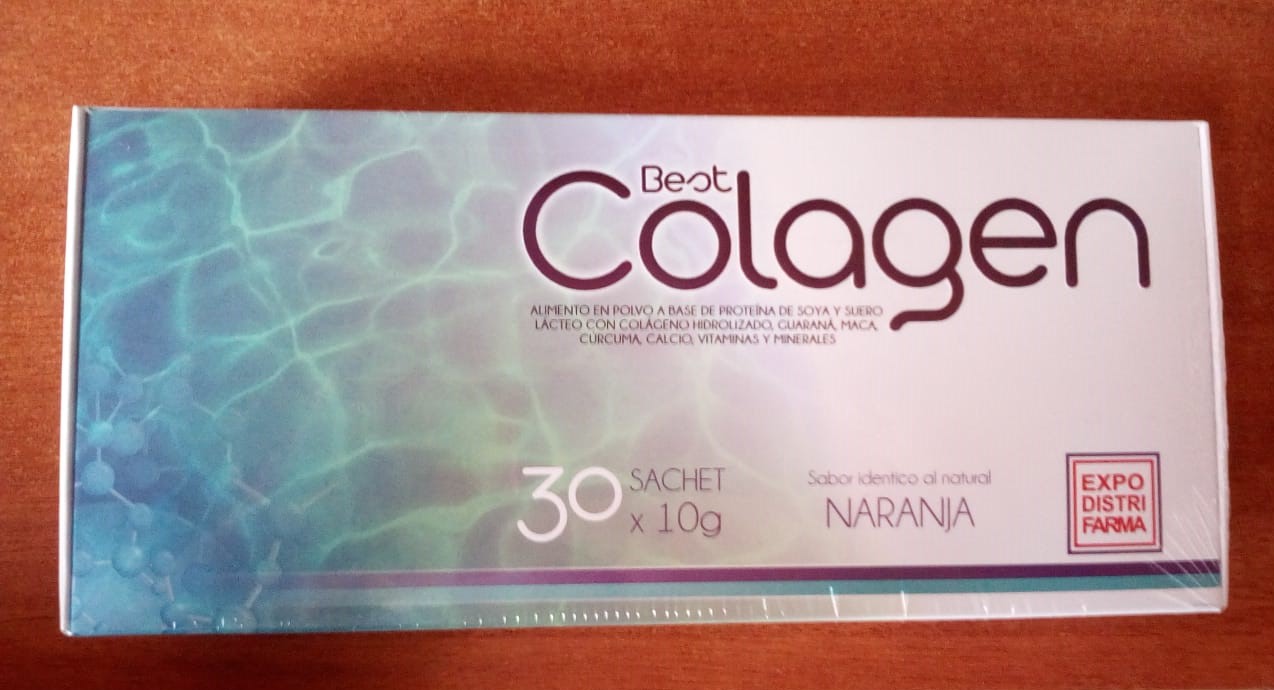 Best
Colagen
ALIMENTO EN POLVO A BASE DE PROTEÍNA DE SOYA Y SUERO
LÁCTEO CON COLÁGENO HIDROLIZADO, GUARANÁ, MACA,
CÚRCUMA, CALCIO, VITAMINAS Y MINERALES
30 SACHET
x 10g
Sabor identico al natural
NARANJA
EXPO
DISTRI
FARMA